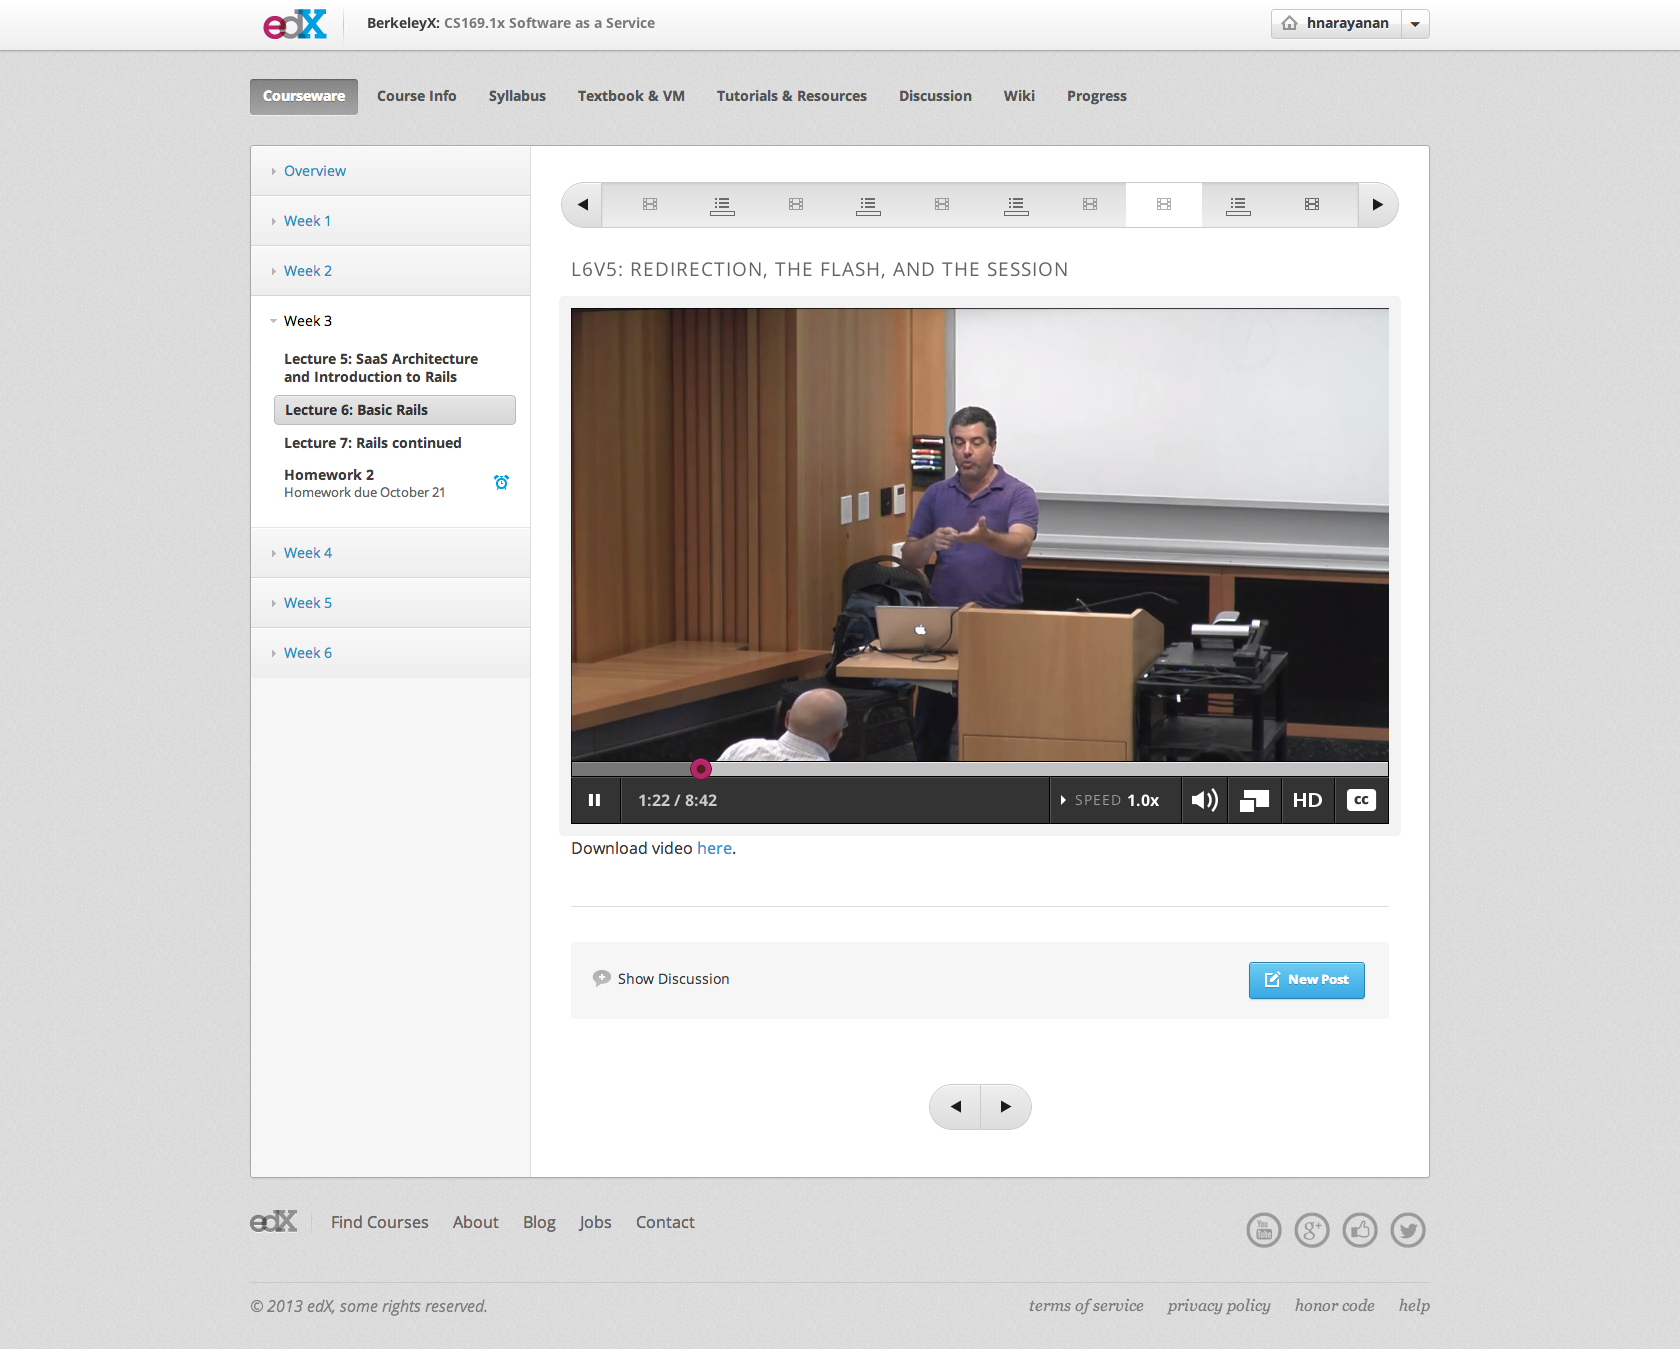 edX
BerkeleyX: CS169.1x Software as a Service
hnarayanan
Courseware
Course Info
Syllabus
Textbook & VM
Tutorials & Resources
Discussion
Wiki
Progress
Overview
Week 1
Week 2
Week 3
Lecture 5: SaaS Architecture
and Introduction to Rails
Lecture 6: Basic Rails
Lecture 7: Rails continued
Homework 2
Homework due October 21
Week 4
Week 5
Week 6
L6V5: REDIRECTION, THE FLASH, AND THE SESSION
1:22 / 8:42
SPEED 1.0x
HD
cc
Download video here.
Show Discussion
New Post
edX
Find Courses
About
Blog
Jobs
Contact
You
Tube
g+
© 2013 edX, some rights reserved.
terms of service
privacy policy
honor code
help